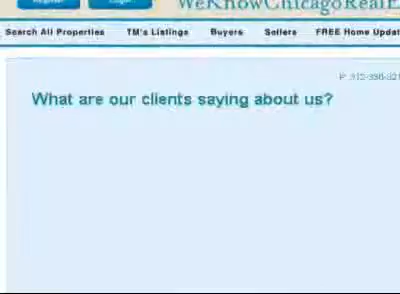 WeKnowChicagoRealE
Search All Properties TM's Listings Buyers Sellers FREE Home Updat
What are our clients saying about us?